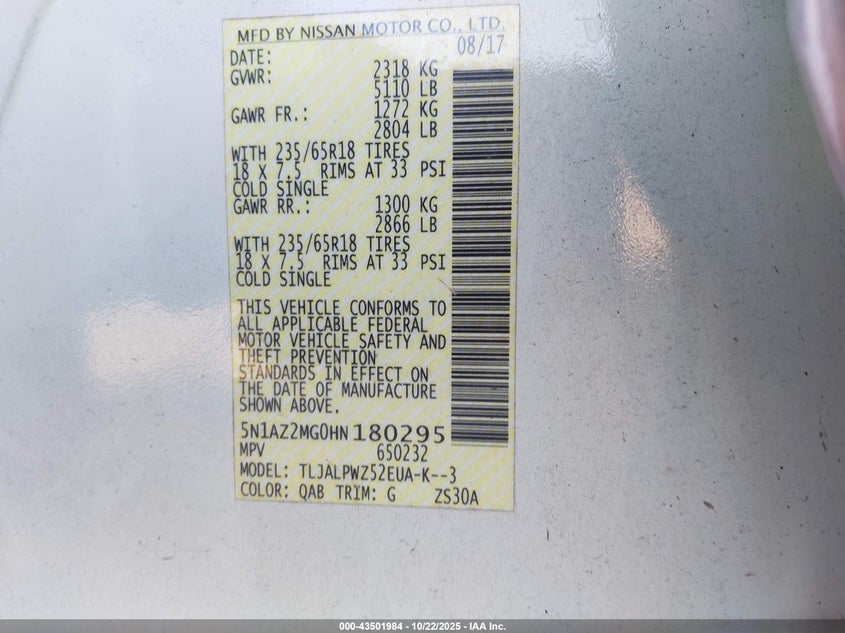 MFD BY NISSAN MOTOR CO., LTD.
DATE: 08/17
GVWR: 2318 KG
5110 LB
GAWR FR.: 1272 KG
2804 LB
WITH 235/65R18 TIRES
18 X 7.5 RIMS AT 33 PSI
COLD SINGLE
GAWR RR.: 1300 KG
2866 LB
WITH 235/65R18 TIRES
18 X 7.5 RIMS AT 33 PSI
COLD SINGLE
THIS VEHICLE CONFORMS TO
ALL APPLICABLE FEDERAL
MOTOR VEHICLE SAFETY AND
THEFT PREVENTION
STANDARDS IN EFFECT ON
THE DATE OF MANUFACTURE
SHOWN ABOVE.
5N1AZ2MG0HN180295
MPV 650232
MODEL: TLJALPWZ52EUA-K--3
COLOR: QAB TRIM: G ZS30A
000-43501984 - 10/22/2025 - IAA Inc.